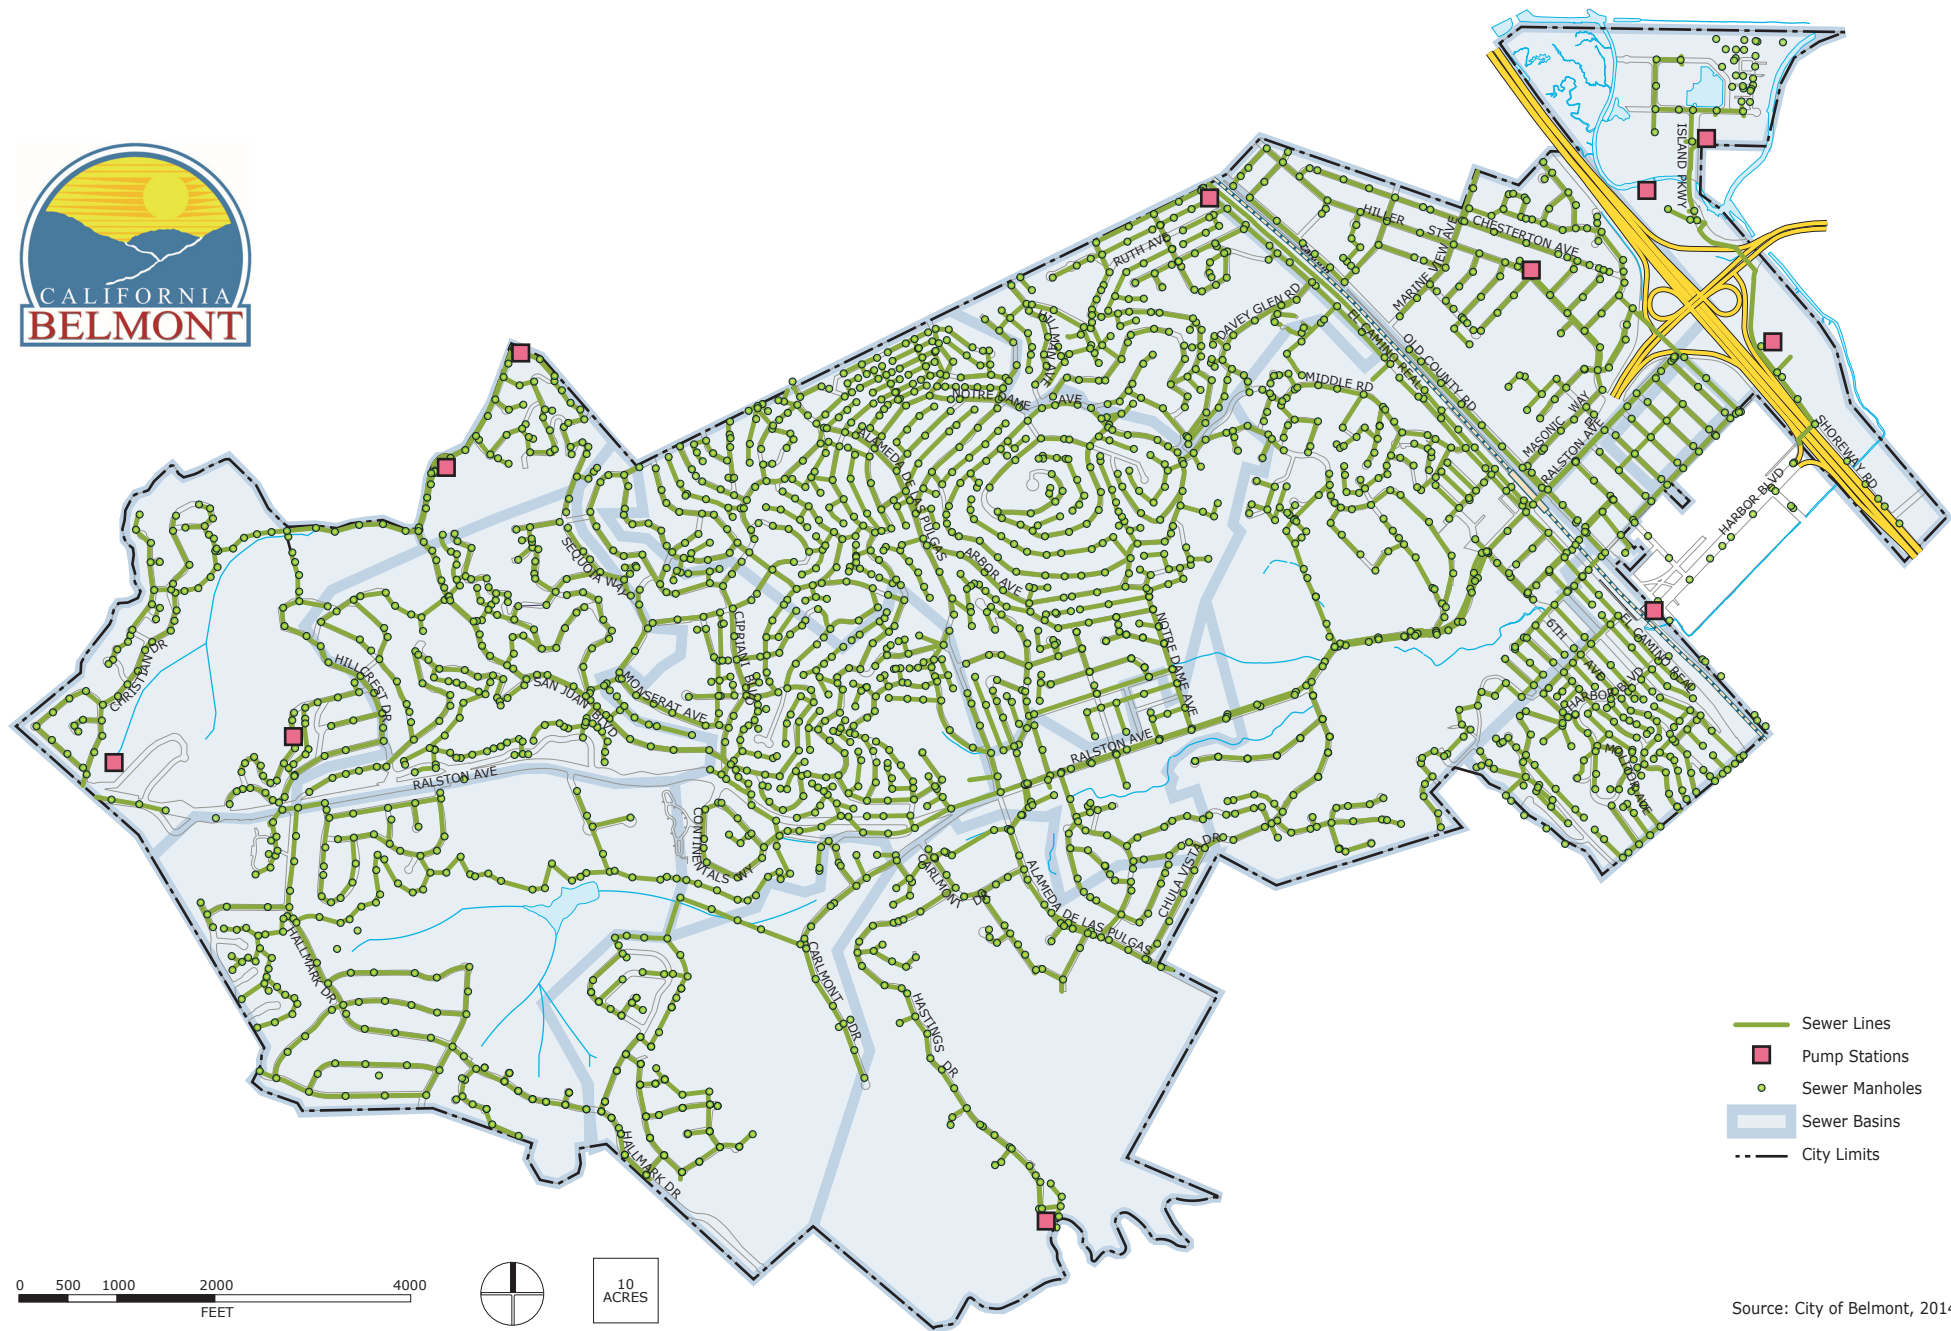 CALIFORNIA
BELMONT
ISLAND PKWY
HILLER ST
CHESTERTON AVE
MARINE VIEW AVE
RUTH AVE
DAVEY GLEN RD
EL CAMINO REAL
OLD COUNTY RD
HILLMAN AVE
MIDDLE RD
NOTRE DAME AVE
MASONIC WAY
RALSTON AVE
SHOREWAY RD
HARBOR BLVD
ALAMEDA DE LAS PULGAS
ARBOR AVE
SEQUOIA WAY
CIPRIANI BLVD
NOTRE DAME AVE
6TH AVE
EL CAMINO REAL
HARBOR BLVD
CHRISTIAN DR
HILLCREST DR
SAN JUAN BLVD
MONSERAT AVE
RALSTON AVE
RALSTON AVE
CONTINENTALS WY
CARLMONT DR
ALAMEDA DE LAS PULGAS
CHULA VISTA DR
HALLMARK DR
CARLMONT DR
HASTINGS DR
HALLMARK DR
Sewer Lines
Pump Stations
Sewer Manholes
Sewer Basins
City Limits
0 500 1000 2000 4000
FEET
10
ACRES
Source: City of Belmont, 2014